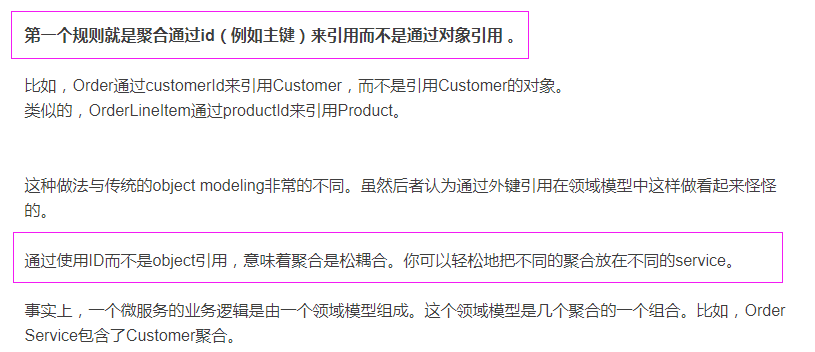 第一个规则就是聚合通过id（例如主键）来引用而不是通过对象引用 。
比如，Order通过customerId来引用Customer，而不是引用Customer的对象。
类似的，OrderLineItem通过productId来引用Product。
这种做法与传统的object modeling非常的不同。虽然后者认为通过外键引用在领域模型中这样做看起来怪怪
的。
通过使用ID而不是object引用，意味着聚合是松耦合。你可以轻松地把不同的聚合放在不同的service。
事实上，一个微服务的业务逻辑是由一个领域模型组成。这个领域模型是几个聚合的一个组合。比如，Order
Service包含了Customer聚合。